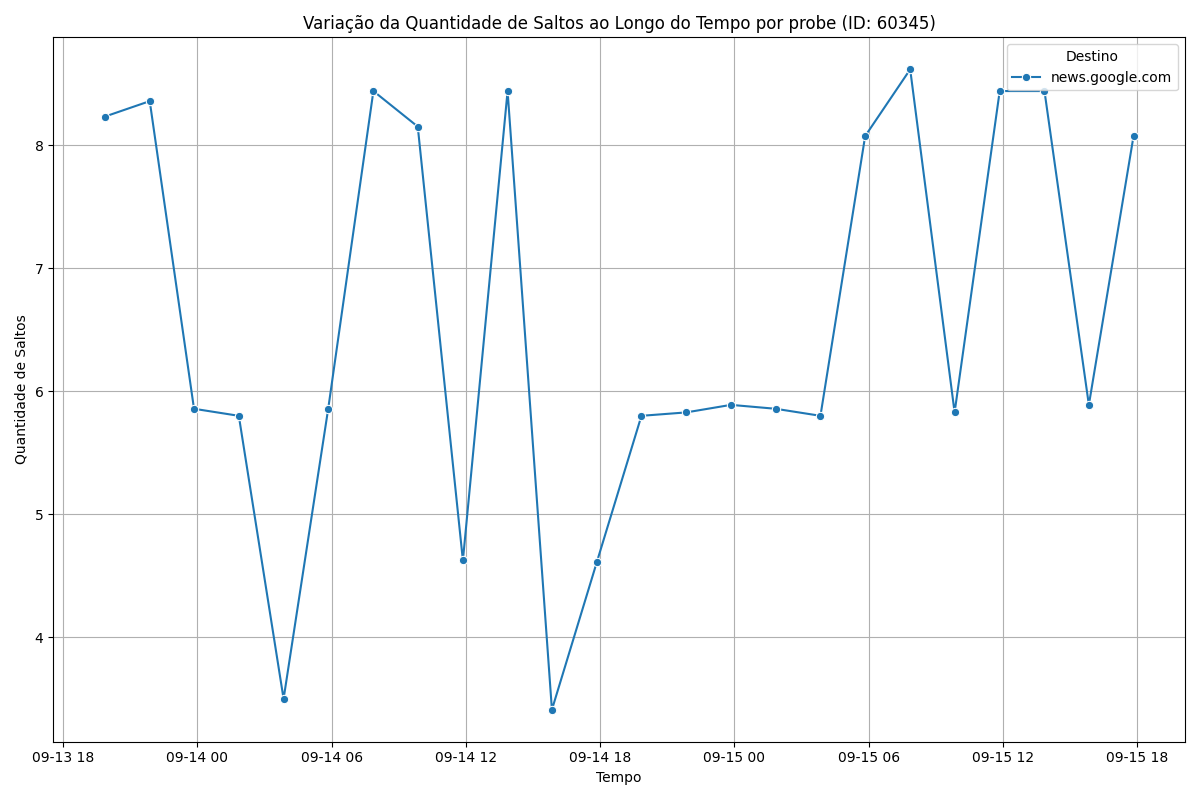 Variação da Quantidade de Saltos ao Longo do Tempo por probe (ID: 60345)
Destino
news.google.com
Quantidade de Saltos
8
7
6
5
4
09-13 18
09-14 00
09-14 06
09-14 12
09-14 18
09-15 00
09-15 06
09-15 12
09-15 18
Tempo